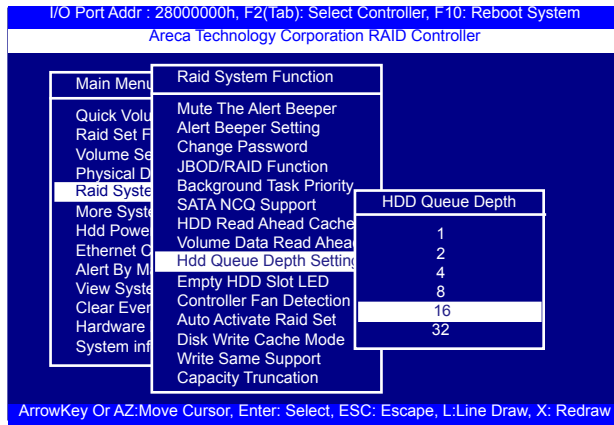 I/O Port Addr : 28000000h, F2(Tab): Select Controller, F10: Reboot System
Areca Technology Corporation RAID Controller
Main Menu
Quick Volu
Raid Set F
Volume Se
Physical D
Raid Syste
More Syste
Hdd Powe
Ethernet C
Alert By M
View Syste
Clear Even
Hardware
System inf
Raid System Function
Mute The Alert Beeper
Alert Beeper Setting
Change Password
JBOD/RAID Function
Background Task Priority
SATA NCQ Support
HDD Read Ahead Cache
Volume Data Read Ahea
Hdd Queue Depth Setting
Empty HDD Slot LED
Controller Fan Detection
Auto Activate Raid Set
Disk Write Cache Mode
Write Same Support
Capacity Truncation
HDD Queue Depth
1
2
4
8
16
32
ArrowKey Or AZ:Move Cursor, Enter: Select, ESC: Escape, L:Line Draw, X: Redraw